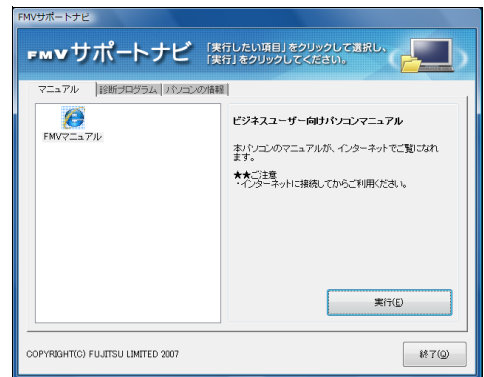 FMVサポートナビ
FMVサポートナビ 「実行したい項目」をクリックして選択し、
「実行」をクリックしてください。
マニュアル 診断プログラム パソコンの情報
FMVマニュアル
ビジネスユーザー向けパソコンマニュアル
本パソコンのマニュアルが、インターネットでご覧になれ
ます。
★★ご注意
・インターネットに接続してからご利用ください。
実行(E)
COPYRIGHT(C) FUJITSU LIMITED 2007
終了(Q)